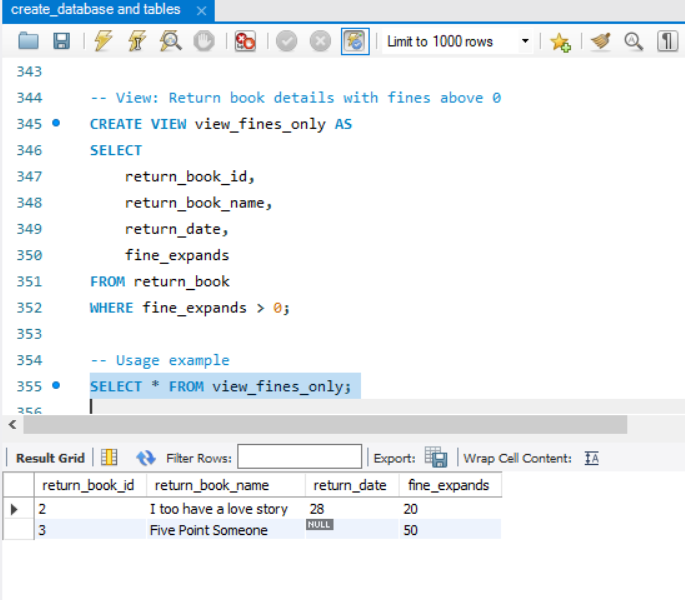 create_database and tables ×
Limit to 1000 rows
343
344 -- View: Return book details with fines above 0
345 CREATE VIEW view_fines_only AS
346 SELECT
347 return_book_id,
348 return_book_name,
349 return_date,
350 fine_expands
351 FROM return_book
352 WHERE fine_expands > 0;
353
354 -- Usage example
355 SELECT * FROM view_fines_only;
356
Result Grid Filter Rows: Export: Wrap Cell Content: IA
return_book_id return_book_name return_date fine_expands
2 I too have a love story 28 20
3 Five Point Someone NULL 50